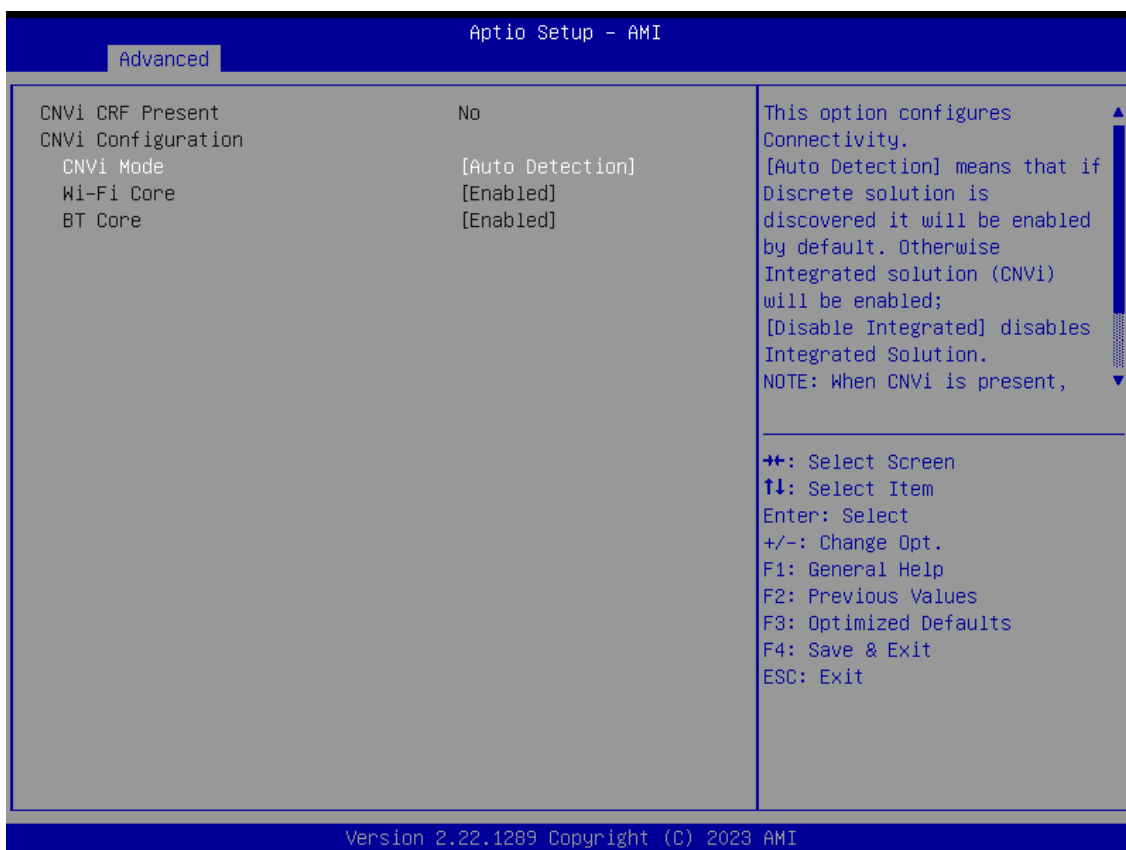 Aptio Setup – AMI
Advanced
CNVi CRF Present No
CNVi Configuration
CNVi Mode [Auto Detection]
Wi-Fi Core [Enabled]
BT Core [Enabled]
This option configures
Connectivity.
[Auto Detection] means that if
Discrete solution is
discovered it will be enabled
by default. Otherwise
Integrated solution (CNVi)
will be enabled;
[Disable Integrated] disables
Integrated Solution.
NOTE: When CNVi is present,
→←: Select Screen
↑↓: Select Item
Enter: Select
+/-: Change Opt.
F1: General Help
F2: Previous Values
F3: Optimized Defaults
F4: Save & Exit
ESC: Exit
Version 2.22.1289 Copyright (C) 2023 AMI